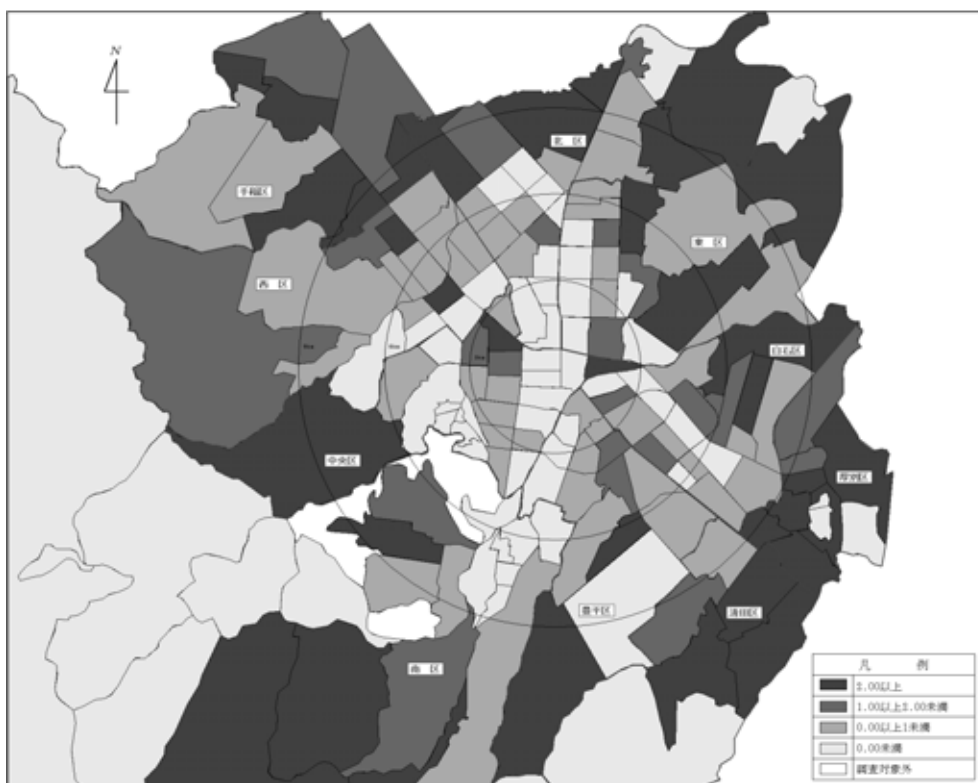 N
北区
手稲区
東区
西区
白石区
中央区
厚別区
豊平区
清田区
南区
凡 例
2.00以上
1.00以上2.00未満
0.00以上1未満
0.00未満
調査対象外